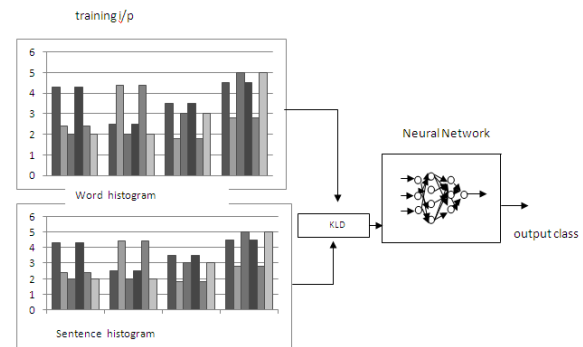 training i/p
6
5
4
3
2
1
0
Word histogram
6
5
4
3
2
1
0
Sentence histogram
KLD
Neural Network
output class